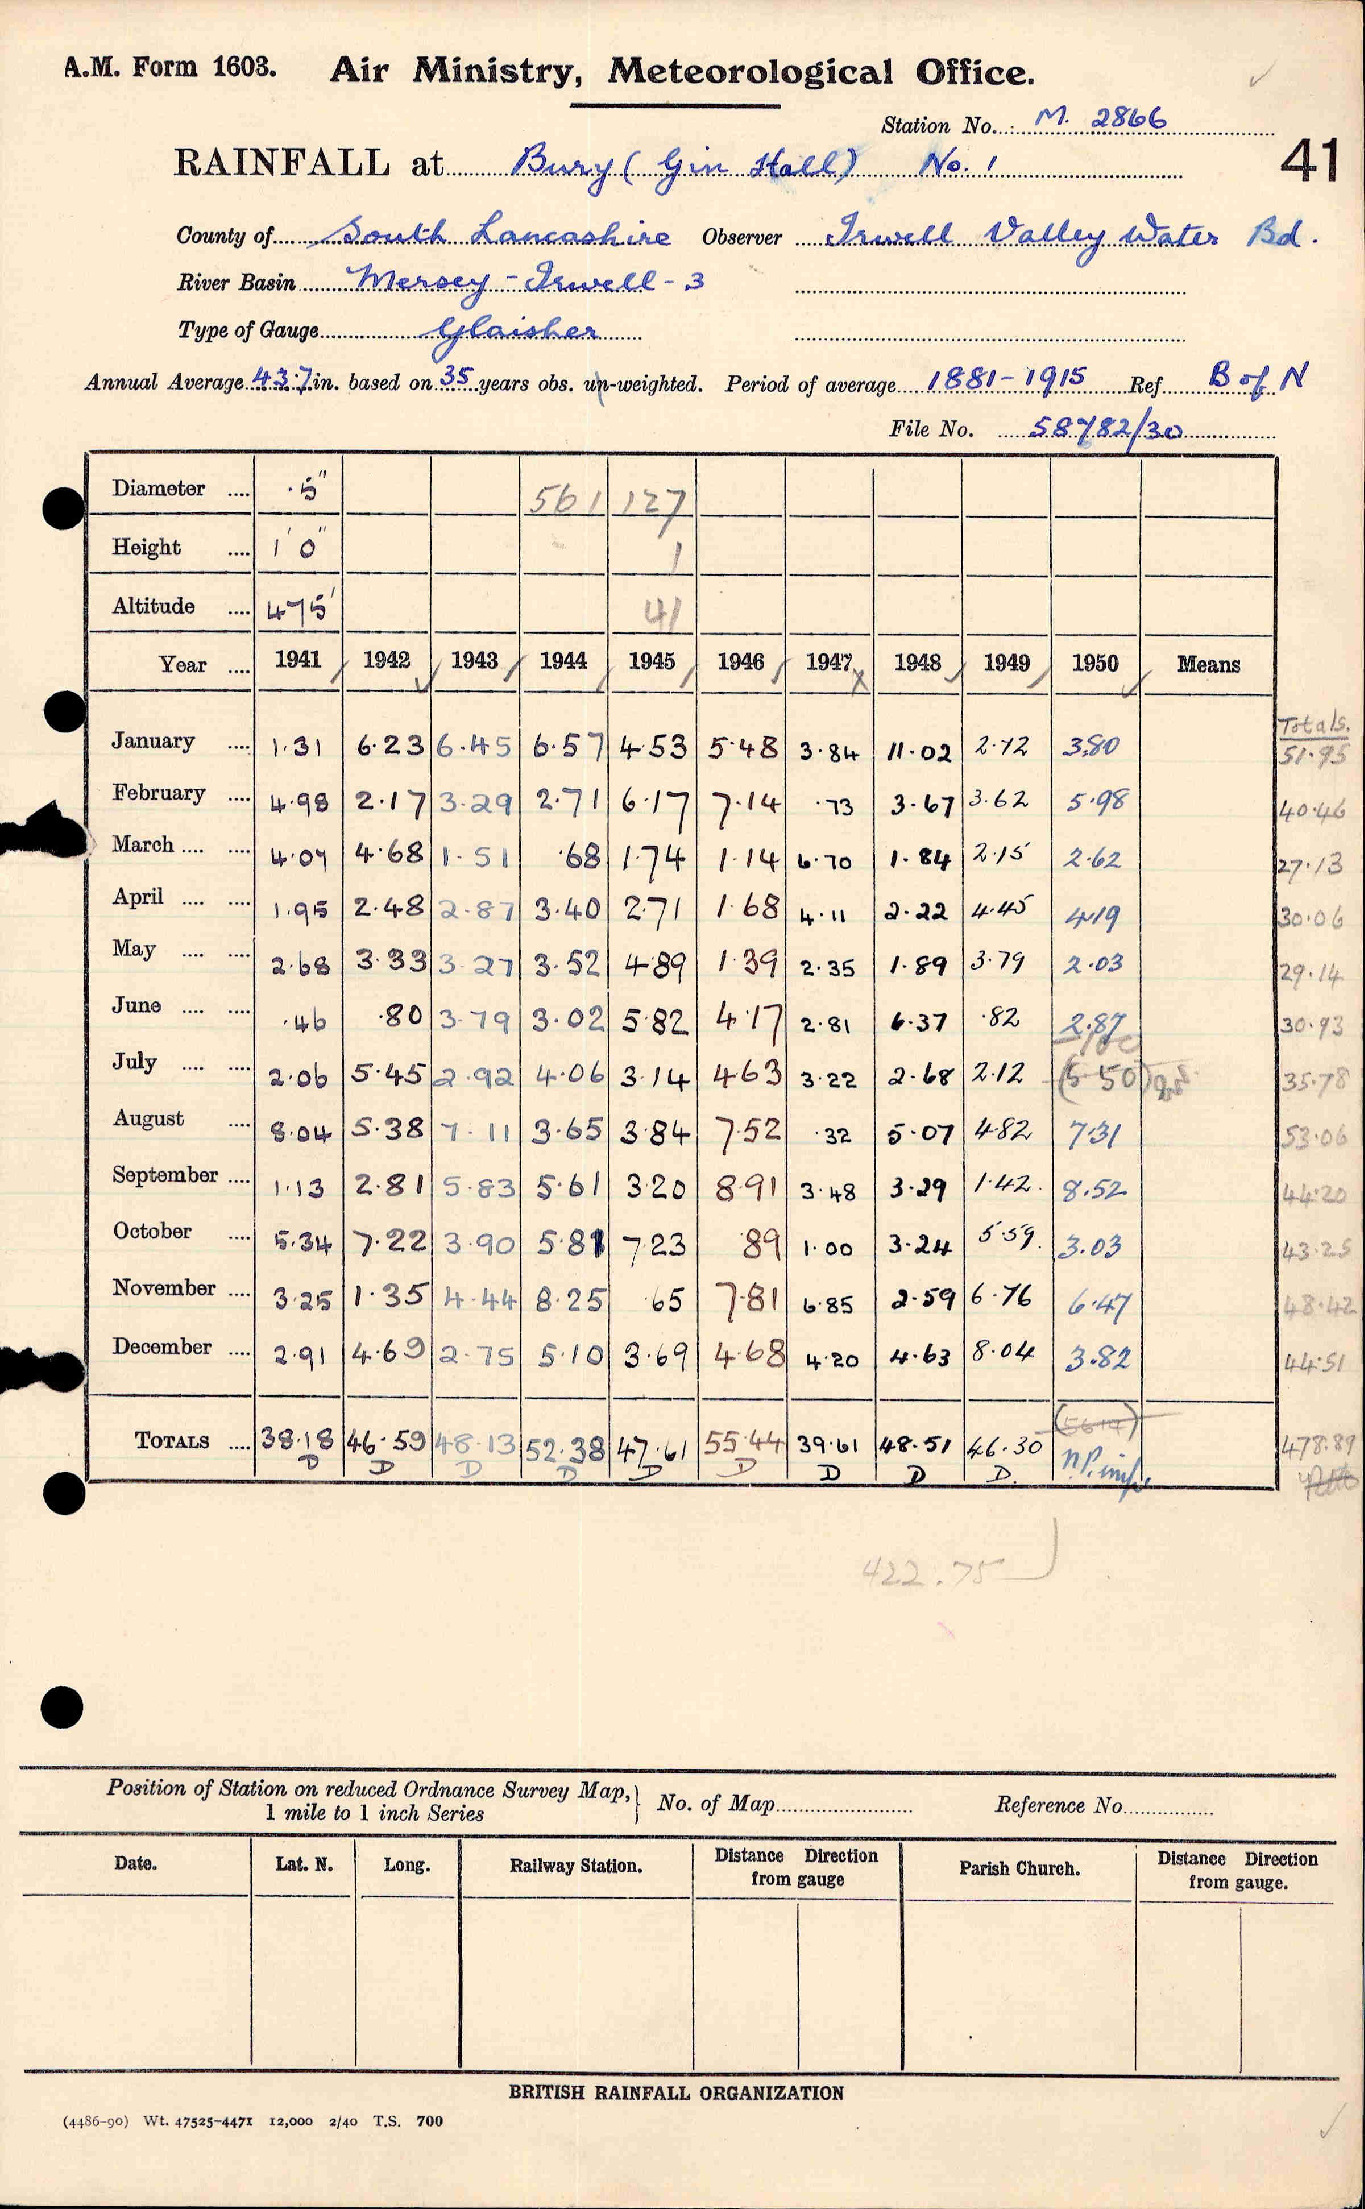 A.M. Form 1603. Air Ministry, Meteorological Office.
Station No. M. 2866
RAINFALL at Bury (Gin Hall) No. 1 41
County of South Lancashire Observer Irwell Valley Water Bd.
River Basin Mersey - Irwell - 3
Type of Gauge Glaisher
Annual Average 43.7 in. based on 35 years obs. un-weighted. Period of average 1881-1915 Ref B of N
File No. 58782/30
Diameter .... 5" 561 127
Height .... 1' 0" 1
Altitude .... 475' 41
Year .... 1941 1942 1943 1944 1945 1946 1947 1948 1949 1950 Means
Totals.
January .... 1.31 6.23 6.45 6.57 4.53 5.48 3.84 11.02 2.72 3.80 51.95
February .... 4.98 2.17 3.29 2.71 6.17 7.14 .73 3.67 3.62 5.98 40.46
March .... .... 4.07 4.68 1.51 .68 1.74 1.14 6.70 1.84 2.15 2.62 27.13
April .... .... 1.95 2.48 2.87 3.40 2.71 1.68 4.11 2.22 4.45 4.19 30.06
May .... .... 2.68 3.33 3.27 3.52 4.89 1.39 2.35 1.89 3.79 2.03 29.14
June .... .... .46 .80 3.79 3.02 5.82 4.17 2.81 6.37 .82 2.87 30.93
July .... .... 2.06 5.45 2.92 4.06 3.14 4.63 3.22 2.68 2.12 (5.50) 35.78
August .... 8.04 5.38 7.11 3.65 3.84 7.52 .32 5.07 4.82 7.31 53.06
September .... 1.13 2.81 5.83 5.61 3.20 8.91 3.48 3.29 1.42 8.52 44.20
October .... 5.34 7.22 3.90 5.81 7.23 .89 1.00 3.24 5.59 3.03 43.25
November .... 3.25 1.35 4.44 8.25 .65 7.81 6.85 2.59 6.76 6.47 48.42
December .... 2.91 4.69 2.75 5.10 3.69 4.68 4.20 4.63 8.04 3.82 44.51
TOTALS .... 38.18 46.59 48.13 52.38 47.61 55.44 39.61 48.51 46.30 (56.14) 478.89
D D D D D D D D D.
422.75
Position of Station on reduced Ordnance Survey Map, } No. of Map Reference No.
1 mile to 1 inch Series
Date. Lat. N. Long. Railway Station. Distance Direction Parish Church. Distance Direction
from gauge from gauge.
BRITISH RAINFALL ORGANIZATION
(4486-90) Wt. 47525-4471 12,000 2/40 T.S. 700